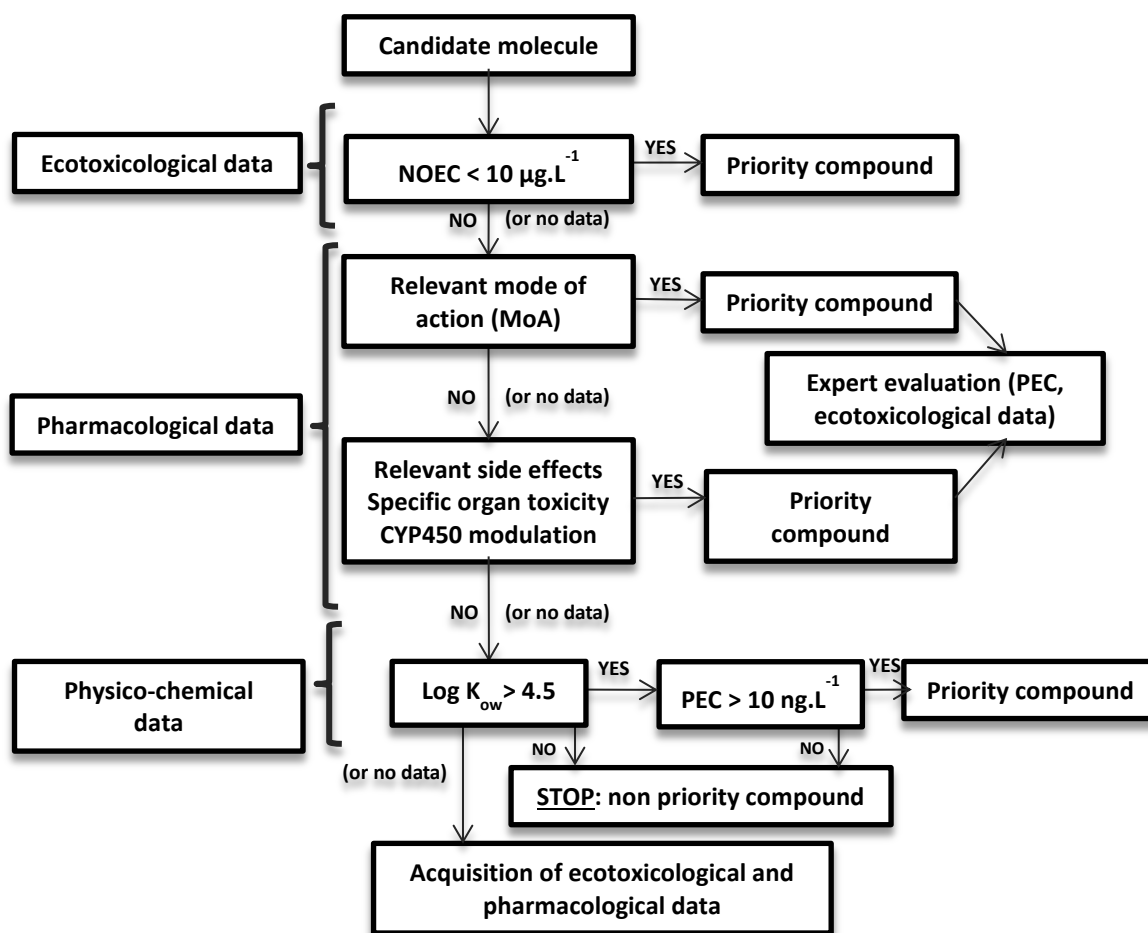 Candidate molecule
Ecotoxicological data
NOEC < 10 µg.L⁻¹
YES
Priority compound
NO
(or no data)
Pharmacological data
Relevant mode of
action (MoA)
YES
Priority compound
Expert evaluation (PEC,
ecotoxicological data)
NO
(or no data)
Relevant side effects
Specific organ toxicity
CYP450 modulation
YES
Priority
compound
NO
(or no data)
Physico-chemical
data
Log Kow > 4.5
YES
PEC > 10 ng.L⁻¹
YES
Priority compound
NO
NO
(or no data)
STOP: non priority compound
Acquisition of ecotoxicological and
pharmacological data